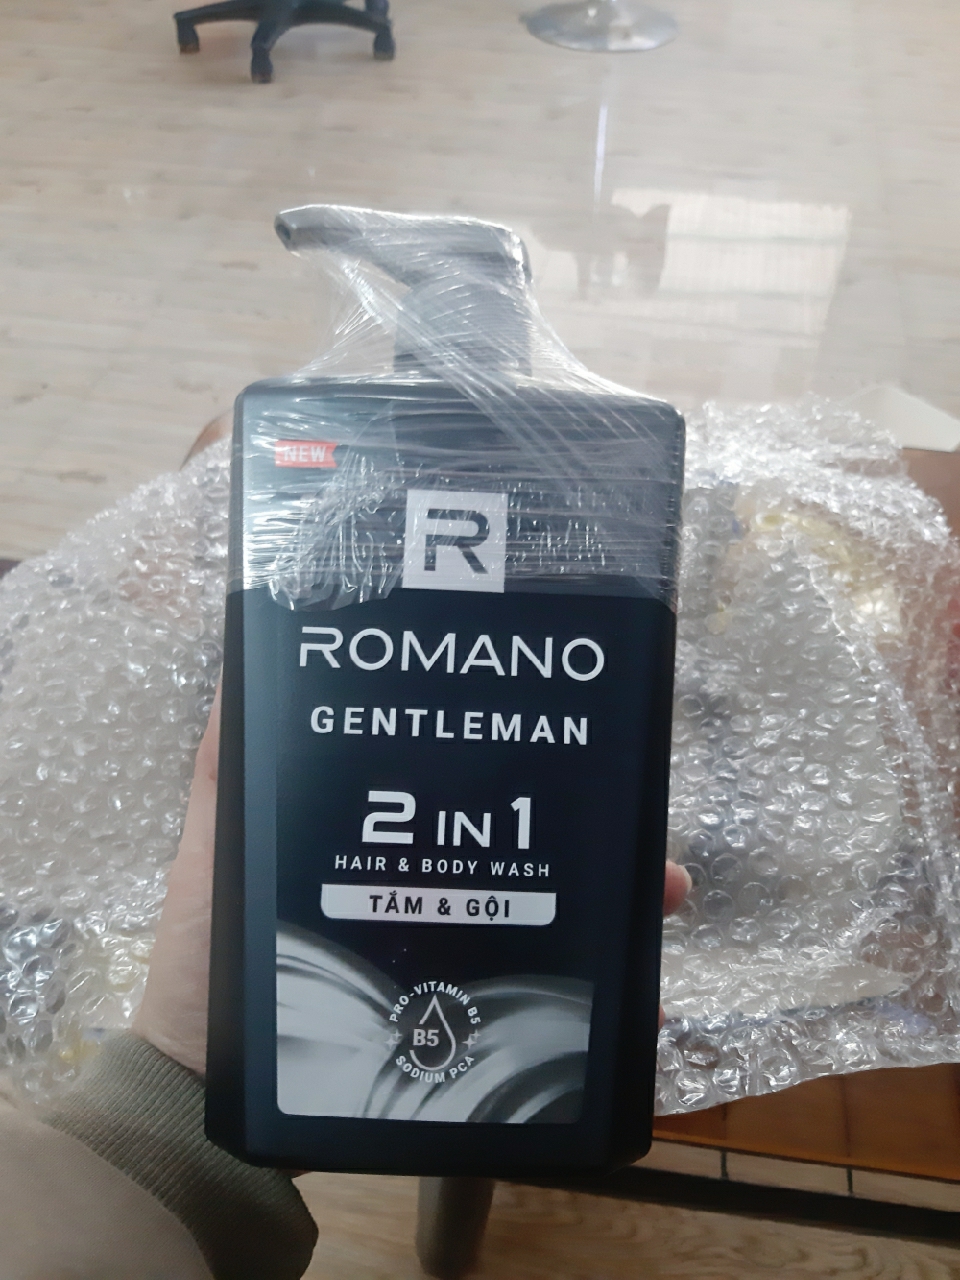 NEW
R
ROMANO
GENTLEMAN
2 IN 1
HAIR & BODY WASH
TẮM & GỘI
PRO-VITAMIN B5
B5
SODIUM PCA